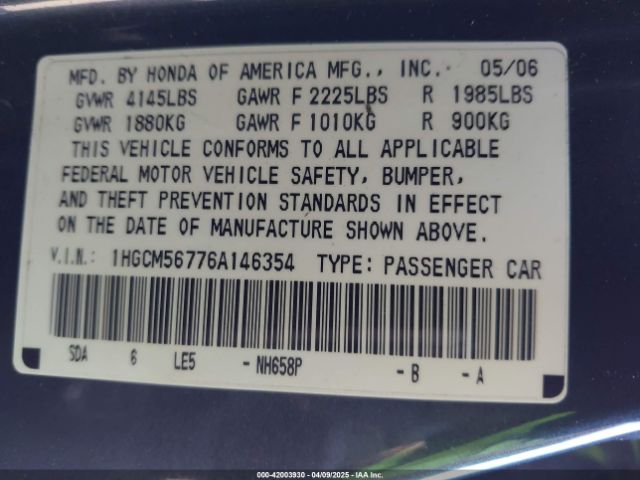 MFD. BY HONDA OF AMERICA MFG., INC. 05/06
GVWR 4145LBS GAWR F 2225LBS R 1985LBS
GVWR 1880KG GAWR F 1010KG R 900KG
THIS VEHICLE CONFORMS TO ALL APPLICABLE
FEDERAL MOTOR VEHICLE SAFETY, BUMPER,
AND THEFT PREVENTION STANDARDS IN EFFECT
ON THE DATE OF MANUFACTURE SHOWN ABOVE.
V.I.N.: 1HGCM56776A146354 TYPE: PASSENGER CAR
SDA 6 LE5 - NH658P - B - A
000-42003930 - 04/09/2025 - IAA Inc.